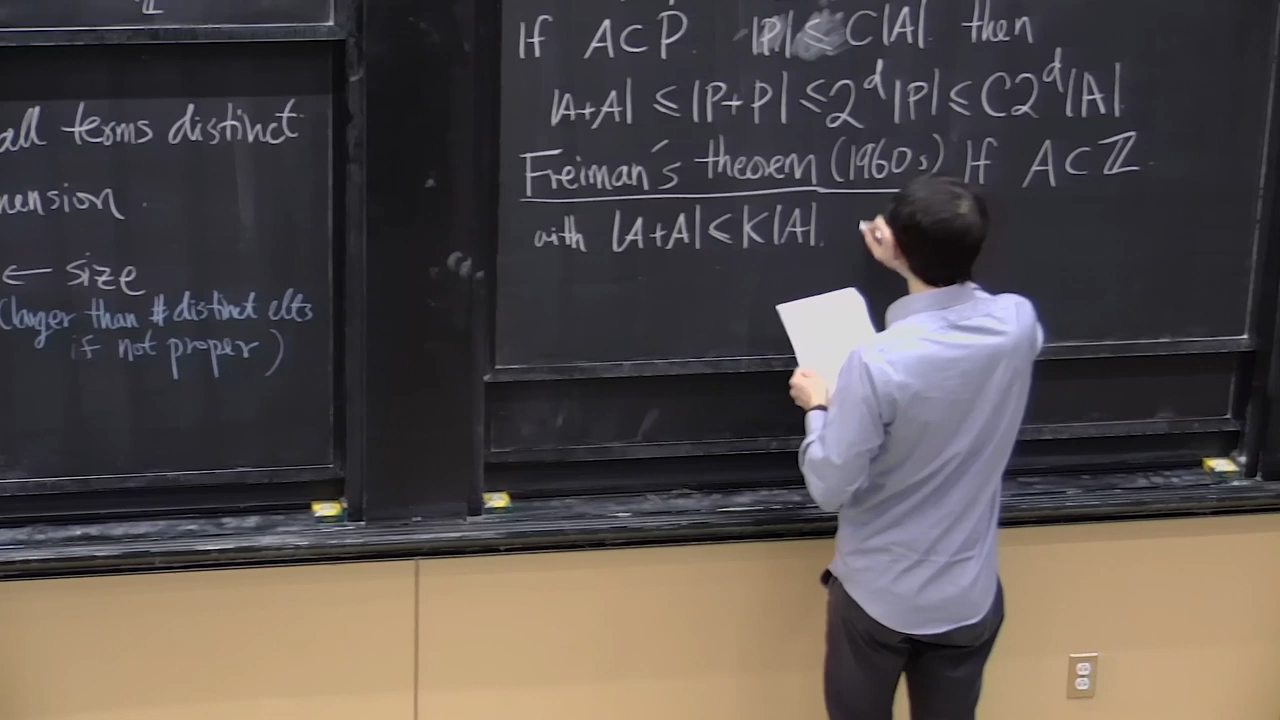 all terms distinct
mension.
← size
(larger than # distinct elts
if not proper)
If A⊂P. |P| ≤ C|A|. then
|A+A| ≤ |P+P| ≤ 2^d |P| ≤ C2^d |A|
Freiman's theorem (1960s) If A⊂ℤ
with |A+A| ≤ K|A|.